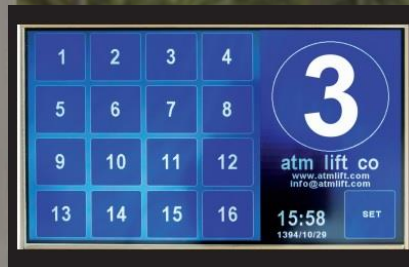 1 2 3 4
5 6 7 8
9 10 11 12
13 14 15 16
3
atm lift co
www.atmlift.com
info@atmlift.com
15:58
1394/10/29
SET